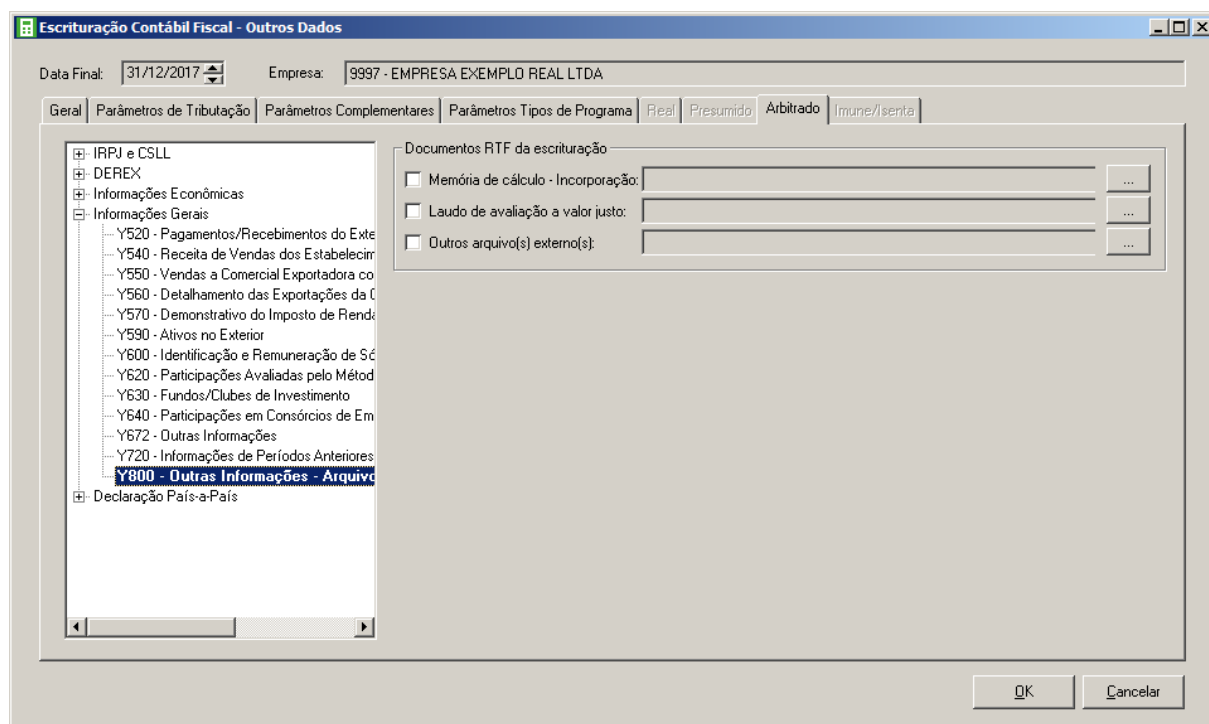 Escrituração Contábil Fiscal - Outros Dados
Data Final: 31/12/2017 Empresa: 9997 - EMPRESA EXEMPLO REAL LTDA
Geral Parâmetros de Tributação Parâmetros Complementares Parâmetros Tipos de Programa Real Presumido Arbitrado Imune/Isenta
IRPJ e CSLL
DEREX
Informações Econômicas
Informações Gerais
Y520 - Pagamentos/Recebimentos do Exte
Y540 - Receita de Vendas dos Estabelecim
Y550 - Vendas a Comercial Exportadora co
Y560 - Detalhamento das Exportações da C
Y570 - Demonstrativo do Imposto de Renda
Y590 - Ativos no Exterior
Y600 - Identificação e Remuneração de Só
Y620 - Participações Avaliadas pelo Métod
Y630 - Fundos/Clubes de Investimento
Y640 - Participações em Consórcios de Em
Y672 - Outras Informações
Y720 - Informações de Períodos Anteriores
Y800 - Outras Informações - Arquivo
Declaração País-a-País
Documentos RTF da escrituração
Memória de cálculo - Incorporação: ...
Laudo de avaliação a valor justo: ...
Outros arquivo(s) externo(s): ...
OK Cancelar